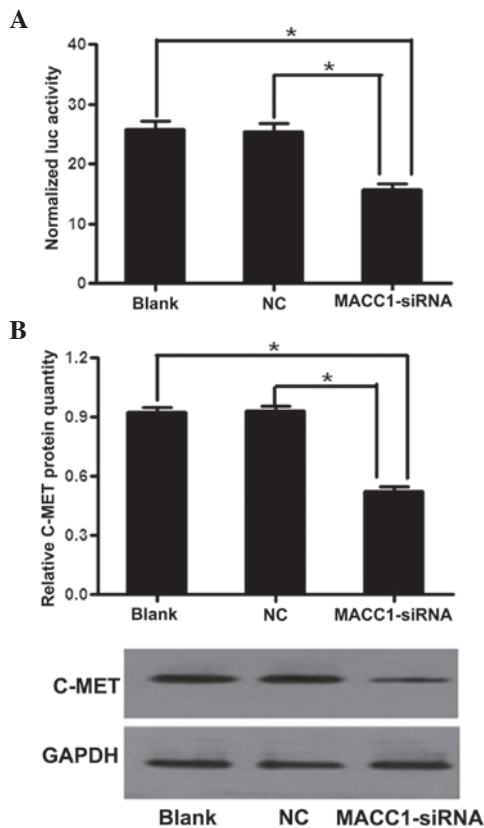 A
Normalized luc activity
40
30
20
10
0
*
*
Blank NC MACC1-siRNA
B
Relative C-MET protein quantity
1.2
0.9
0.6
0.3
0.0
*
*
Blank NC MACC1-siRNA
C-MET
GAPDH
Blank NC MACC1-siRNA